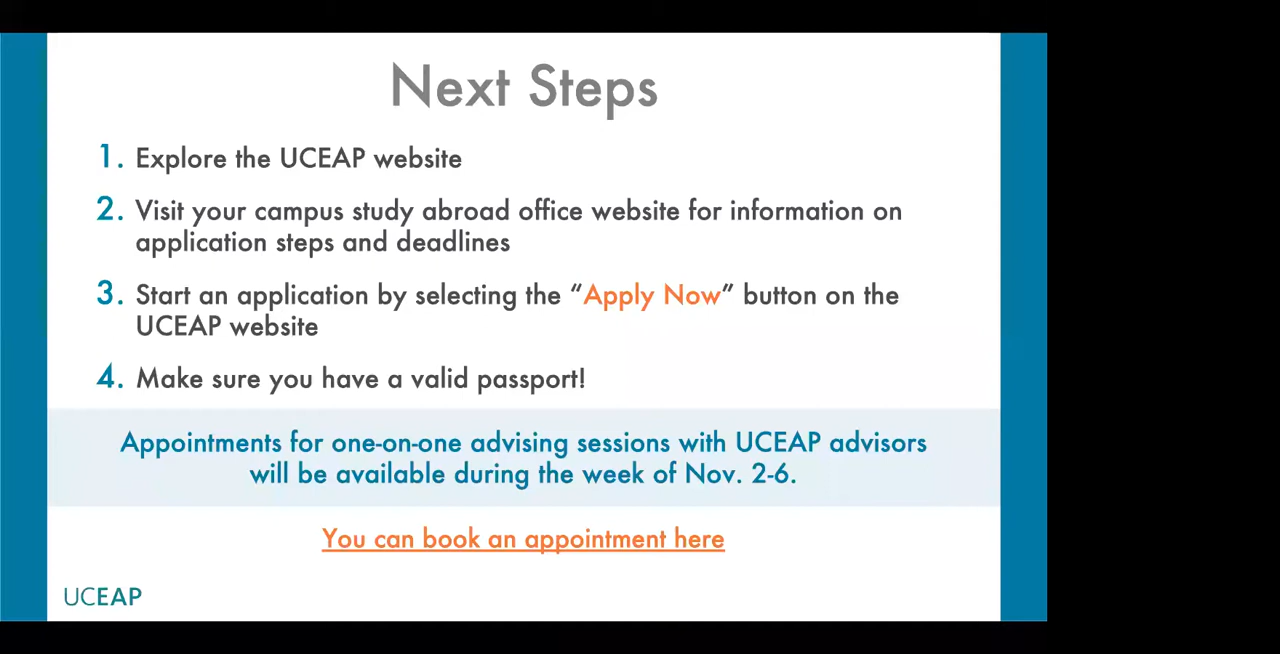 Next Steps
1. Explore the UCEAP website
2. Visit your campus study abroad office website for information on
application steps and deadlines
3. Start an application by selecting the “Apply Now” button on the
UCEAP website
4. Make sure you have a valid passport!
Appointments for one-on-one advising sessions with UCEAP advisors
will be available during the week of Nov. 2-6.
You can book an appointment here
UCEAP